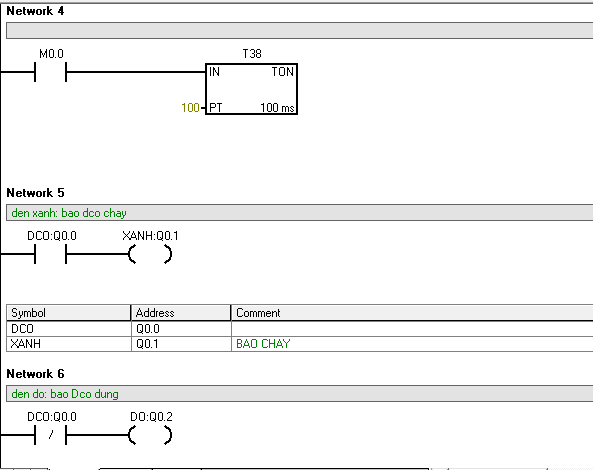 Network 4
M0.0 T38
IN TON
100 PT 100 ms
Network 5
den xanh: bao dco chay
DCO:Q0.0 XANH:Q0.1
Symbol Address Comment
DCO Q0.0
XANH Q0.1 BAO CHAY
Network 6
den do: bao Dco dung
DCO:Q0.0 DO:Q0.2
/